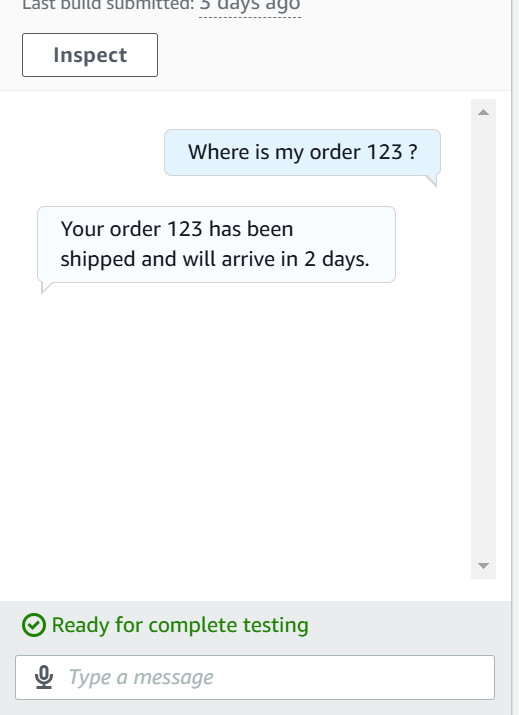 Last build submitted: 3 days ago
Inspect
Where is my order 123 ?
Your order 123 has been
shipped and will arrive in 2 days.
Ready for complete testing
Type a message